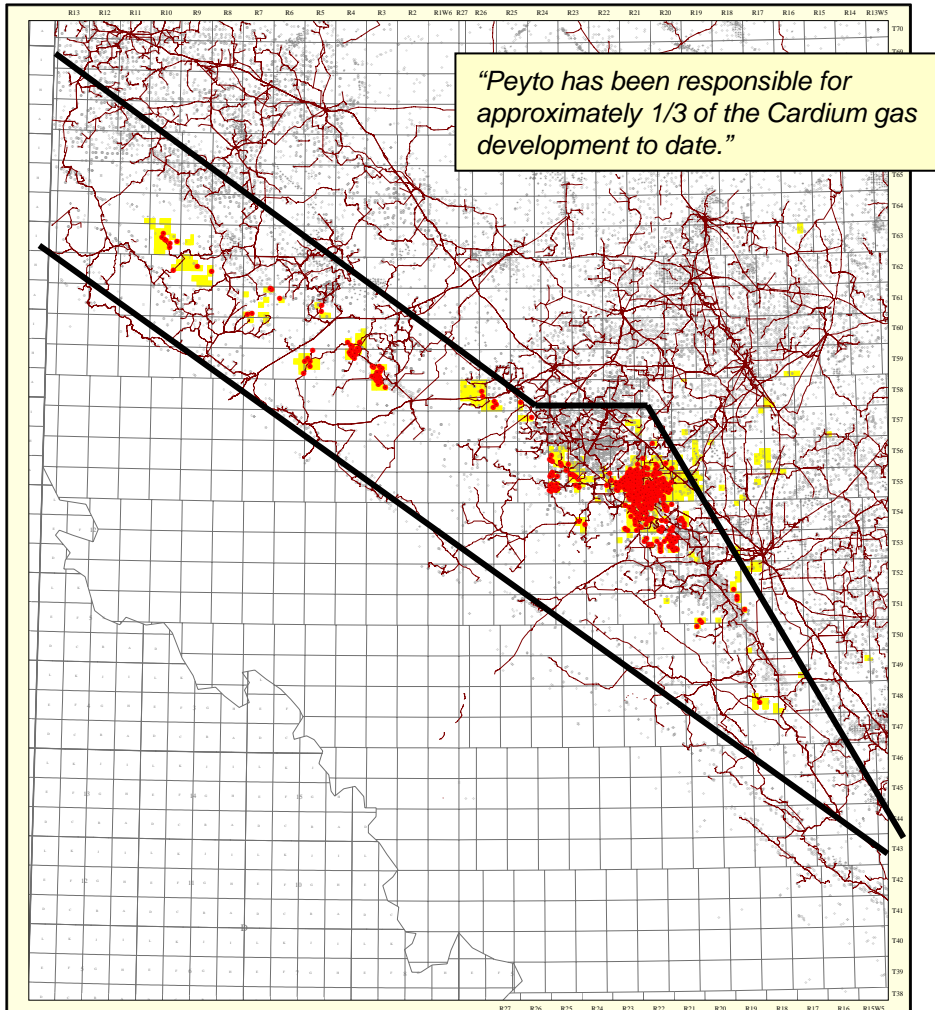 R13 R12 R11 R10 R9 R8 R7 R6 R5 R4 R3 R2 R1W6 R27 R26 R25 R24 R23 R22 R21 R20 R19 R18 R17 R16 R15 R14 R13W5
T70
T69
“Peyto has been responsible for
approximately 1/3 of the Cardium gas
development to date.”
T65
T64
T63
T62
T61
T60
T59
T58
T57
T56
T55
T54
T53
T52
T51
T50
T49
T48
T47
T46
T45
T44
T43
T42
T41
T40
T39
T38
R27 R26 R25 R24 R23 R22 R21 R20 R19 R18 R17 R16 R15W5